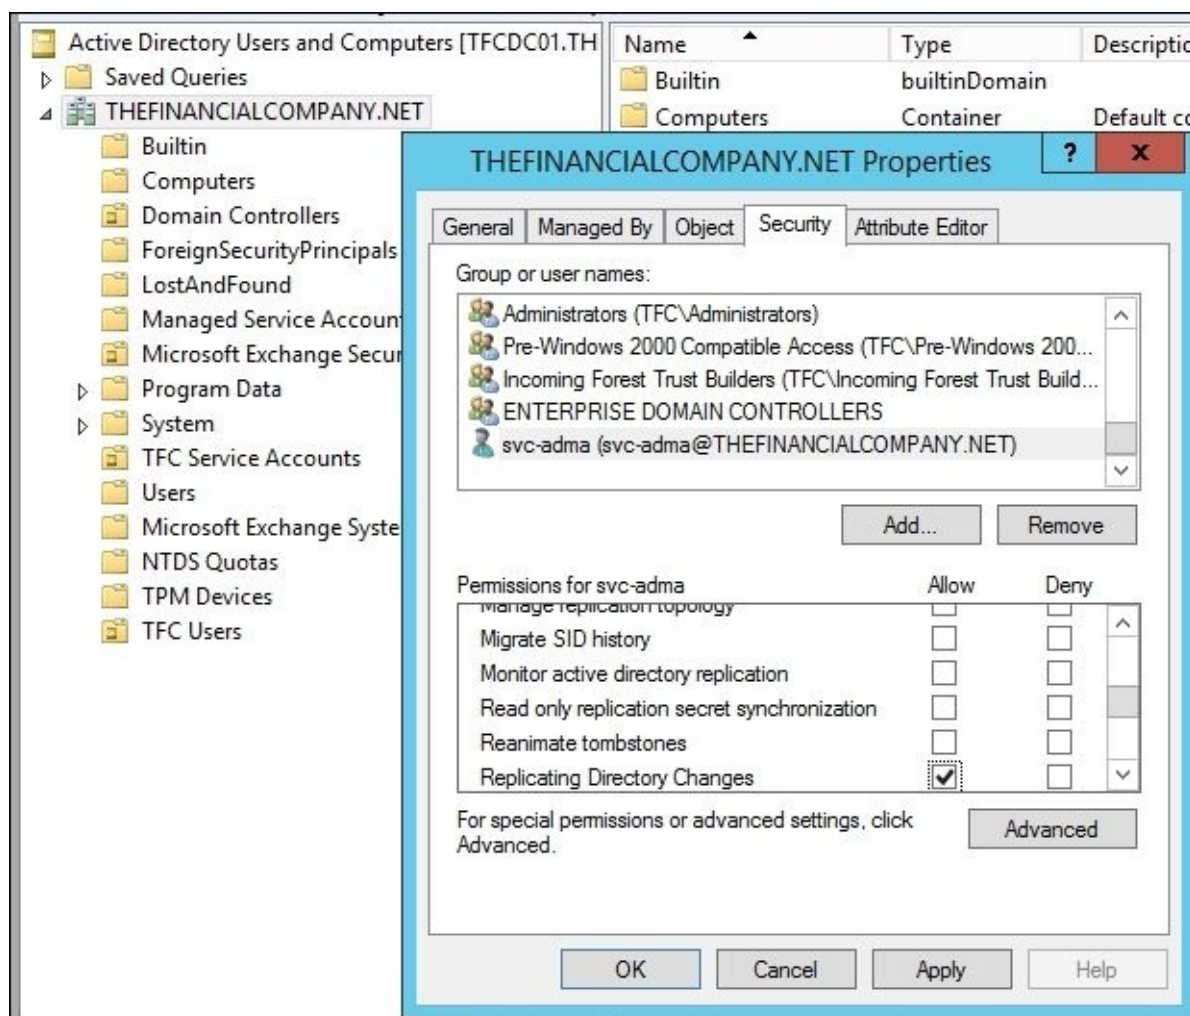 Active Directory Users and Computers [TFCDC01.TH
Saved Queries
THEFINANCIALCOMPANY.NET
Builtin
Computers
Domain Controllers
ForeignSecurityPrincipals
LostAndFound
Managed Service Accoun
Microsoft Exchange Secur
Program Data
System
TFC Service Accounts
Users
Microsoft Exchange Syste
NTDS Quotas
TPM Devices
TFC Users
Name Type Descriptio
Builtin builtinDomain
Computers Container Default co
THEFINANCIALCOMPANY.NET Properties ? x
General Managed By Object Security Attribute Editor
Group or user names:
Administrators (TFC\Administrators)
Pre-Windows 2000 Compatible Access (TFC\Pre-Windows 200...
Incoming Forest Trust Builders (TFC\Incoming Forest Trust Build...
ENTERPRISE DOMAIN CONTROLLERS
svc-adma (svc-adma@THEFINANCIALCOMPANY.NET)
Add... Remove
Permissions for svc-adma Allow Deny
Manage replication topology
Migrate SID history
Monitor active directory replication
Read only replication secret synchronization
Reanimate tombstones
Replicating Directory Changes
For special permissions or advanced settings, click
Advanced.
Advanced
OK Cancel Apply Help